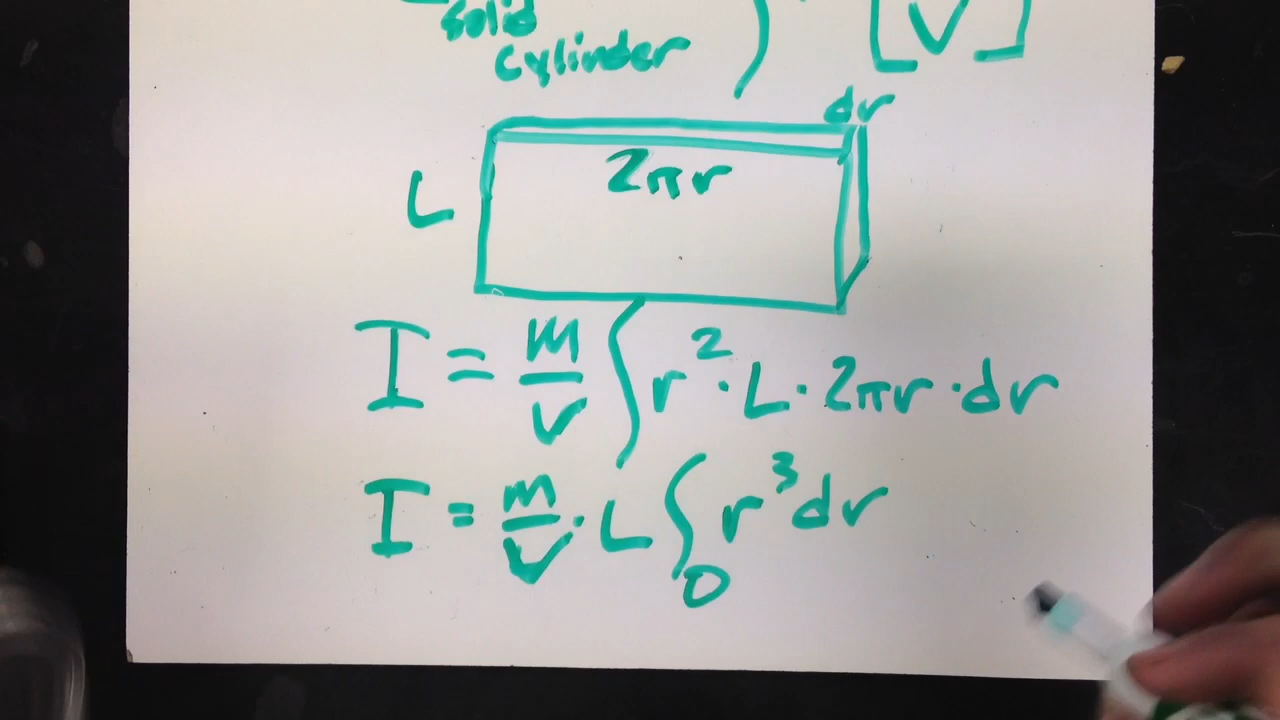 solid
cylinder
[V]
dr
2πr
L
I = m/V ∫ r² · L · 2πr · dr
I = m/V · L ∫₀ r³ dr